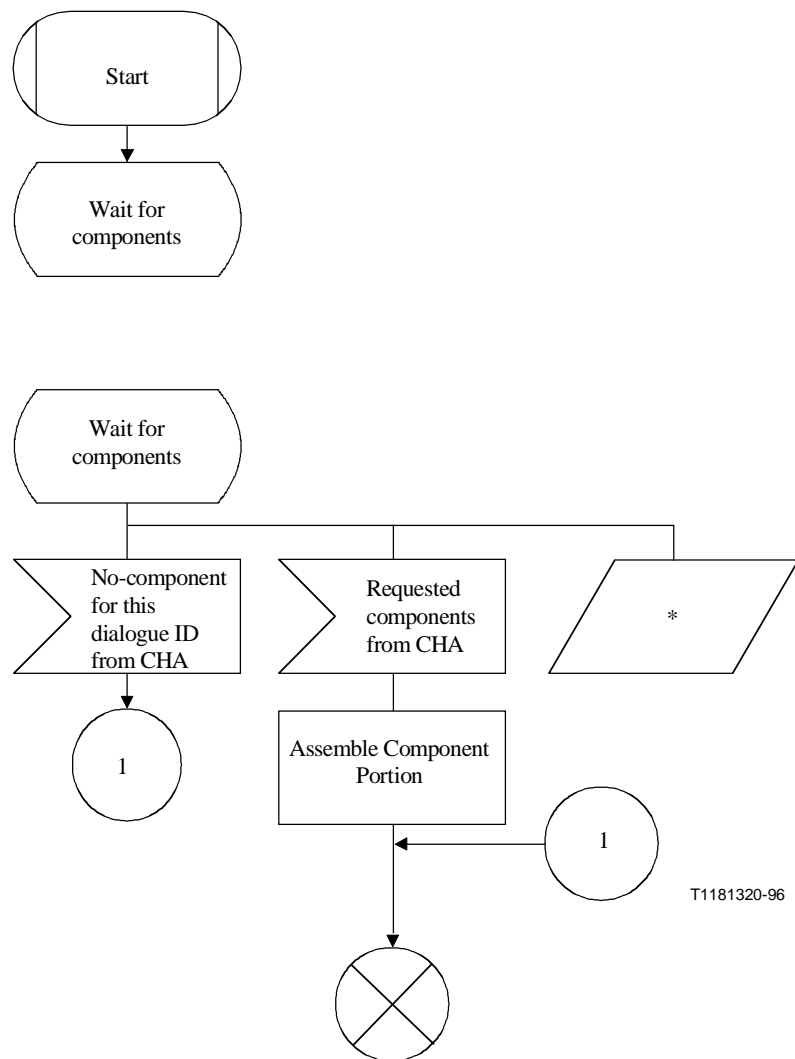 Start
Wait for
components
Wait for
components
No-component
for this
dialogue ID
from CHA
Requested
components
from CHA
*
1
Assemble Component
Portion
1
T1181320-96